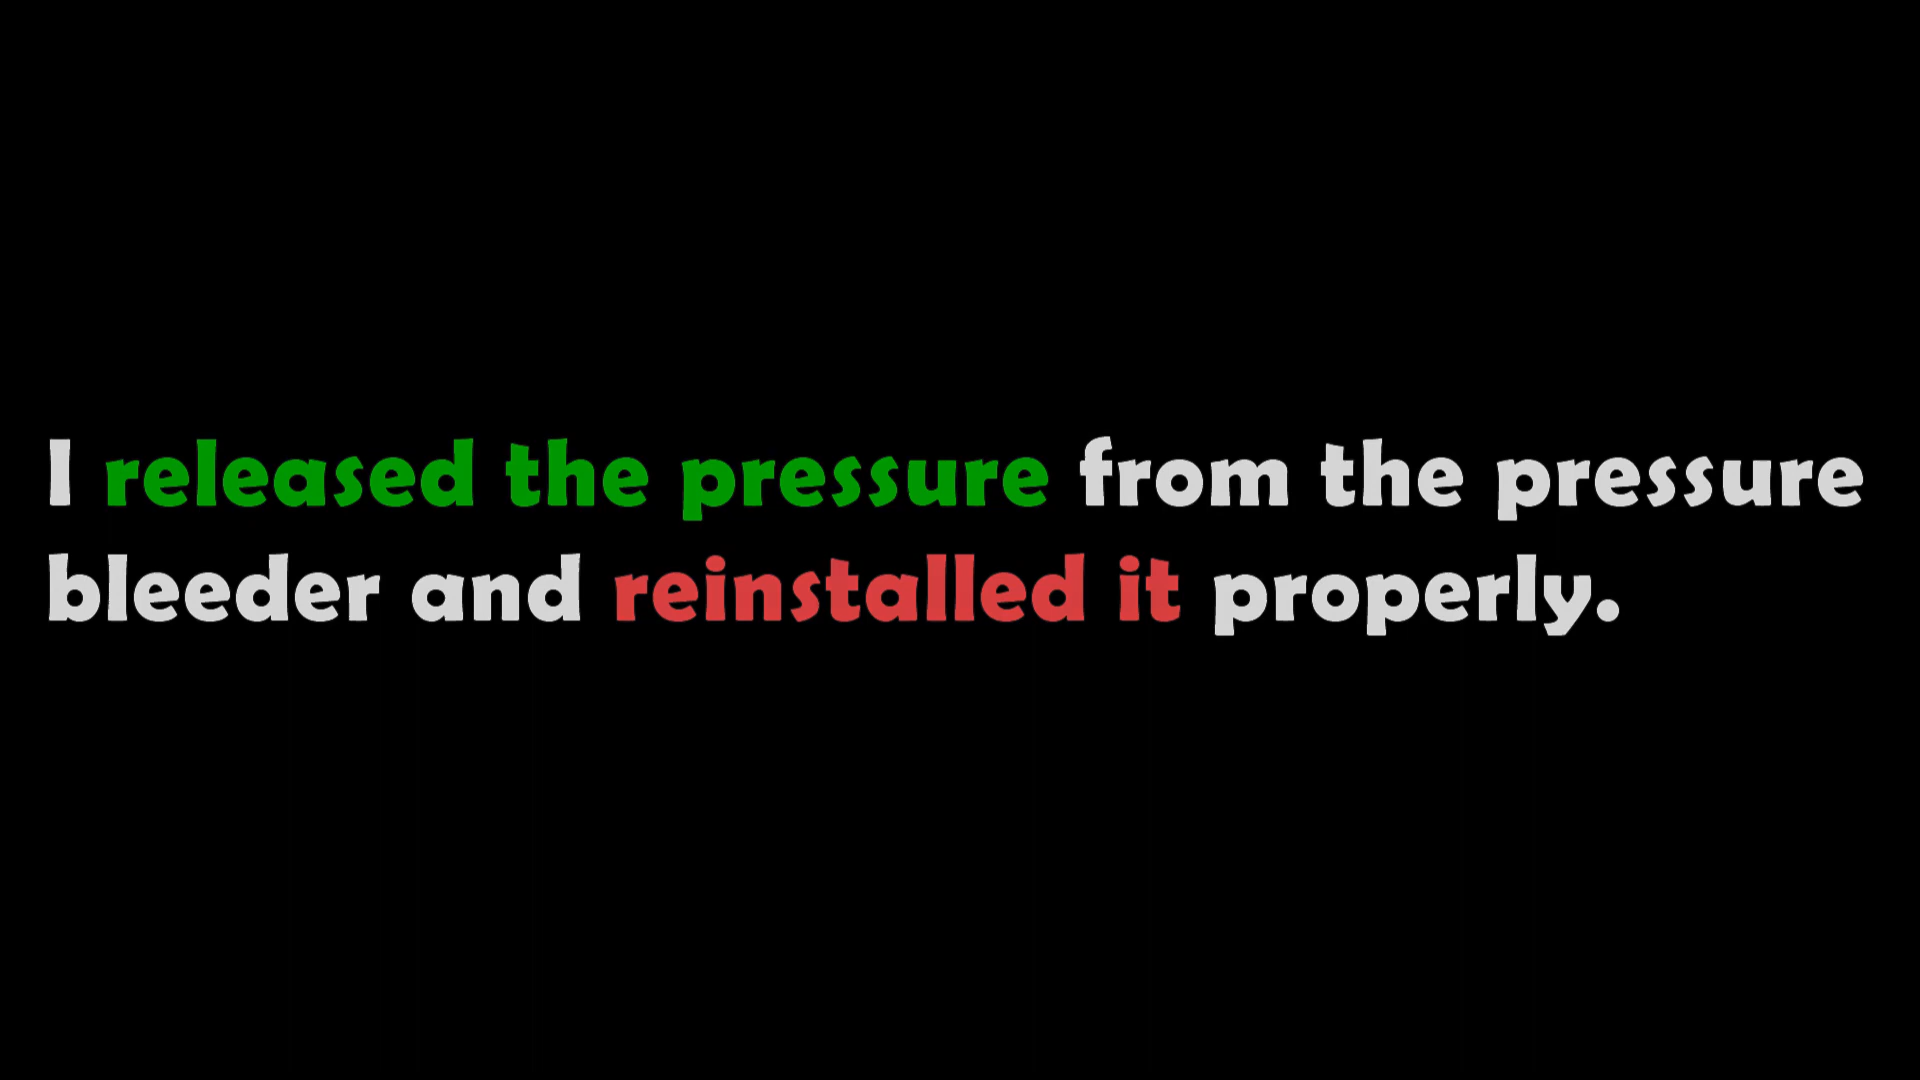 I released the pressure from the pressure
bleeder and reinstalled it properly.